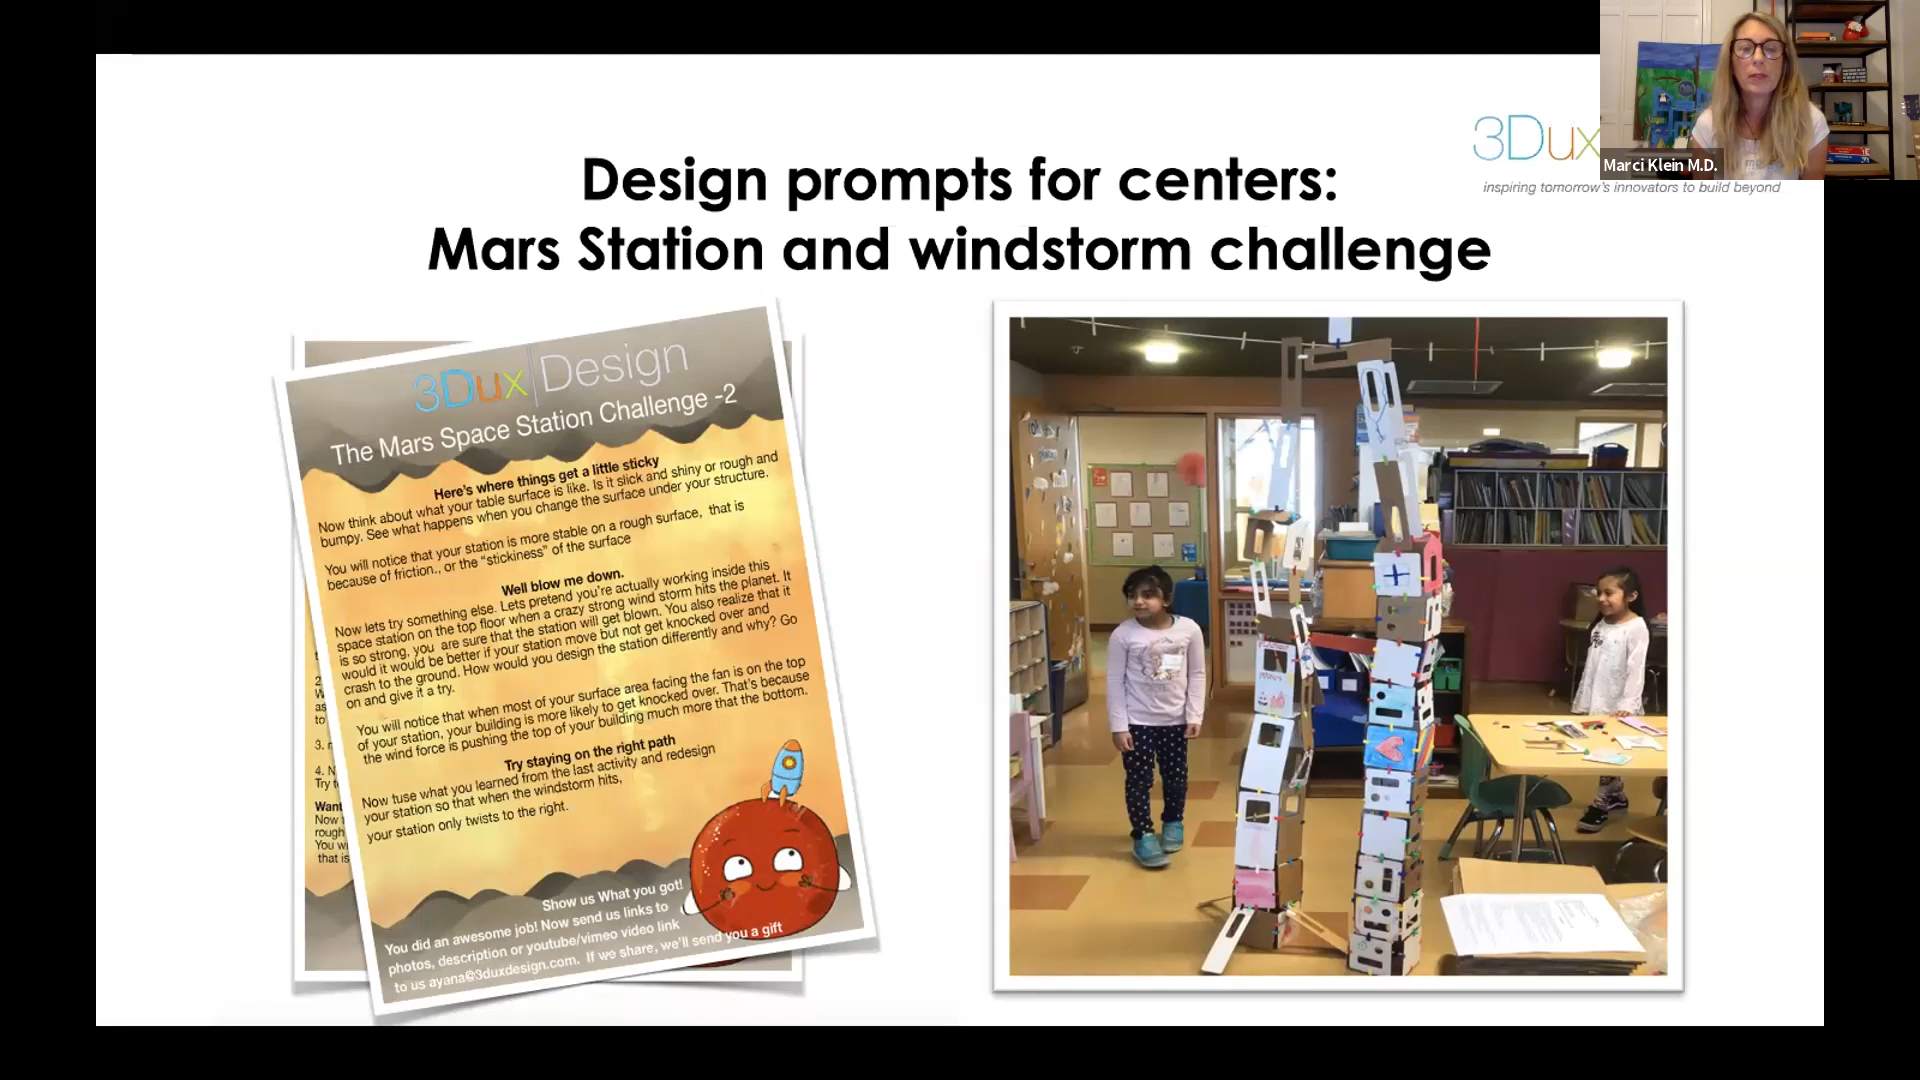 Design prompts for centers:
Mars Station and windstorm challenge
3Dux
inspiring tomorrow's innovators to build beyond
Marci Klein M.D.
3Dux|Design
The Mars Space Station Challenge -2
Here's where things get a little sticky
Now think about what your table surface is like. Is it slick and shiny or rough and
bumpy. See what happens when you change the surface under your structure.
You will notice that your station is more stable on a rough surface, that is
because of friction., or the "stickiness" of the surface
Well blow me down.
Now lets try something else. Lets pretend you're actually working inside this
space station on the top floor when a crazy strong wind storm hits the planet. It
is so strong, you are sure that the station will get blown. You also realize that it
would it would be better if your station move but not get knocked over and
crash to the ground. How would you design the station differently and why? Go
on and give it a try.
You will notice that when most of your surface area facing the fan is on the top
of your station, your building is more likely to get knocked over. That's because
the wind force is pushing the top of your building much more that the bottom.
Try staying on the right path
Now tuse what you learned from the last activity and redesign
your station so that when the windstorm hits,
your station only twists to the right.
Show us What you got!
You did an awesome job! Now send us links to
photos, description or youtube/vimeo video link
to us ayana@3duxdesign.com. If we share, we'll send you a gift
2
W
as
to
3.
4. N
Try t
Want
Now
rough
You w
that is